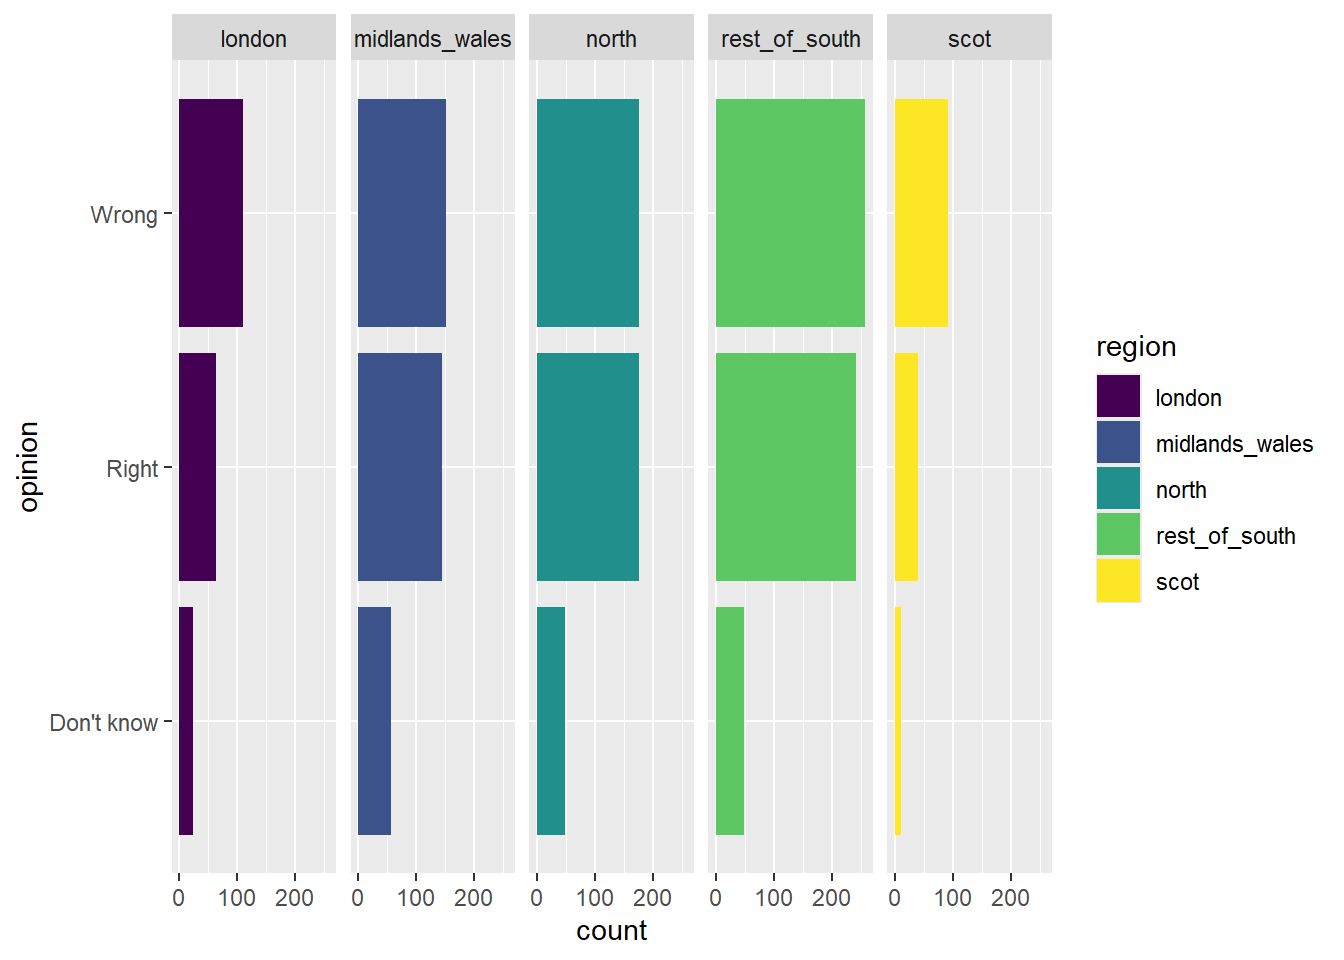 london midlands_wales north rest_of_south scot
Wrong
Right
Don't know
opinion
0 100 200 0 100 200 0 100 200 0 100 200 0 100 200
count
region
london
midlands_wales
north
rest_of_south
scot